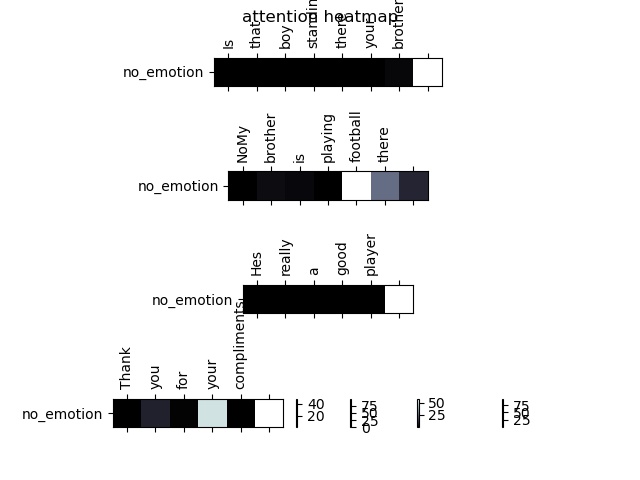 attention heatmap
Is that boy standin there your brother
no_emotion
NoMy brother is playing football there
no_emotion
Hes really a good player
no_emotion
Thank you for your compliments
no_emotion
40 20
75 50 25 0
50 25
75 50 25